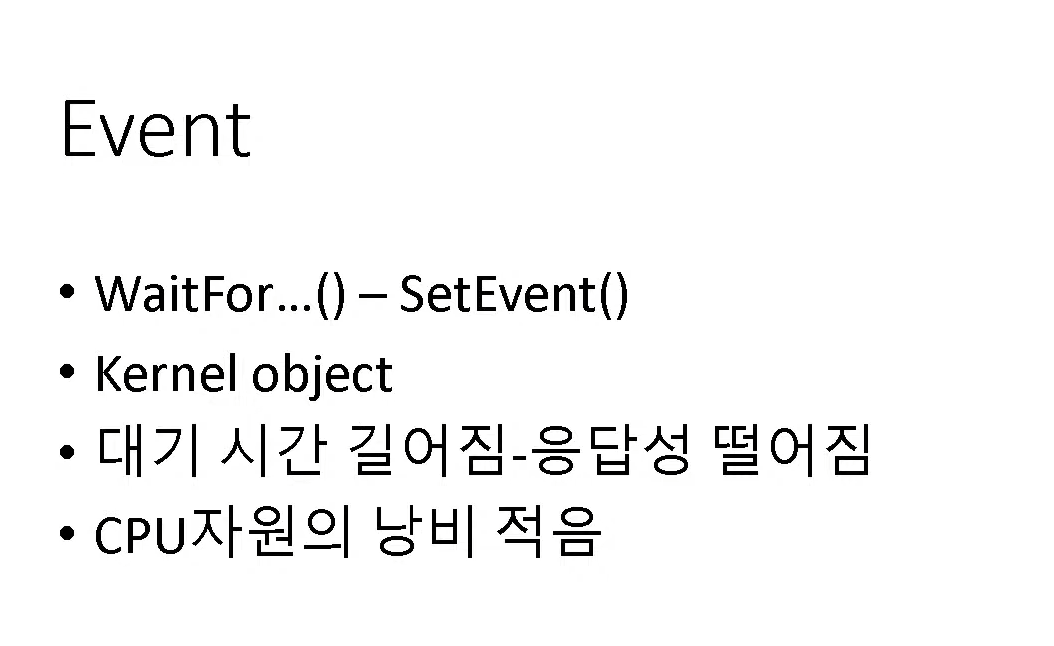 Event
• WaitFor...() – SetEvent()
• Kernel object
• 대기 시간 길어짐-응답성 떨어짐
• CPU자원의 낭비 적음